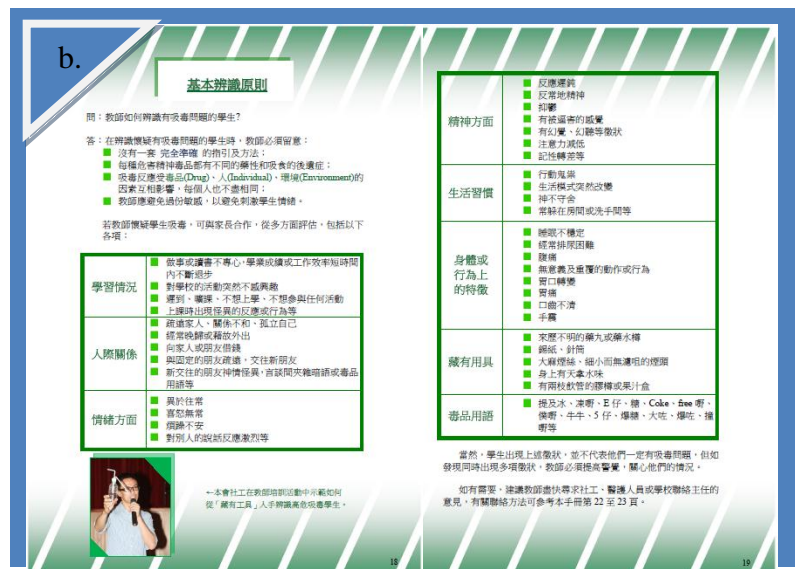 b.
基本辨識原則
問：教師如何辨識有吸毒問題的學生?
答：在辨識懷疑有吸毒問題的學生時，教師必須留意：
沒有一套 完全準確 的指引及方法；
每種危害精神毒品都有不同的藥性和吸食的後遺症；
吸毒反應受毒品(Drug)、人(Individual)、環境(Environment)的
因素互相影響，每個人也不盡相同；
教師應避免過份敏感，以避免刺激學生情緒。
若教師懷疑學生吸毒，可與家長合作，從多方面評估，包括以下
各項：
學習情況
做事或讀書不專心，學業成績或工作效率短時間
內不斷退步
對學校的活動突然不感興趣
遲到、曠課、不想上學、不想參與任何活動
上課時出現怪異的反應或行為等
人際關係
疏遠家人、關係不和、孤立自己
經常晚歸或藉故外出
向家人或朋友借錢
與固定的朋友疏遠，交往新朋友
新交往的朋友神情怪異，言談間夾雜暗語或毒品
用語等
情緒方面
異於往常
喜怒無常
煩躁不安
對別人的說話反應激烈等
←本會社工在教師培訓活動中示範如何
從「藏有工具」入手辨識高危吸毒學生。
18
精神方面
反應遲鈍
反常地精神
抑鬱
有被逼害的感覺
有幻覺、幻聽等徵狀
注意力減低
記性轉差等
生活習慣
行動鬼祟
生活模式突然改變
神不守舍
常躲在房間或洗手間等
身體或
行為上
的特徵
睡眠不穩定
經常排尿困難
腹痛
無意義及重覆的動作或行為
胃口轉變
胃痛
口齒不清
手震
藏有用具
來歷不明的藥丸或藥水樽
錫紙、針筒
大麻煙絲、細小而無濾咀的煙頭
身上有天拿水味
有兩枝飲管的膠樽或果汁盒
毒品用語
提及冰、凍嘢、E 仔、糖、Coke、free 嘢、
僕嘢、牛牛、5 仔、爆糖、大咗、爆咗、撞
嘢等
當然，學生出現上述徵狀，並不代表他們一定有吸毒問題，但如
發現同時出現多項徵狀，教師必須提高警覺，關心他們的情況。
如有需要，建議教師盡快尋求社工、醫護人員或學校聯絡主任的
意見，有關聯絡方法可參考本手冊第 22 至 23 頁。
19